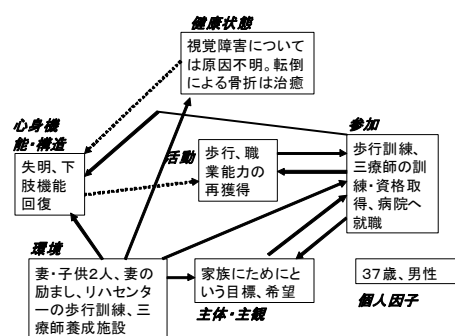 健康状態
視覚障害について
は原因不明。転倒
による骨折は治癒
心身機
能・構造
失明、下
肢機能
回復
活動
歩行、職
業能力の
再獲得
参加
歩行訓練、
三療師の訓
練・資格取
得、病院へ
就職
環境
妻・子供2人、妻の
励まし、リハセンタ
ーの歩行訓練、三
療師養成施設
家族にためにと
いう目標、希望
主体・主観
37歳、男性
個人因子